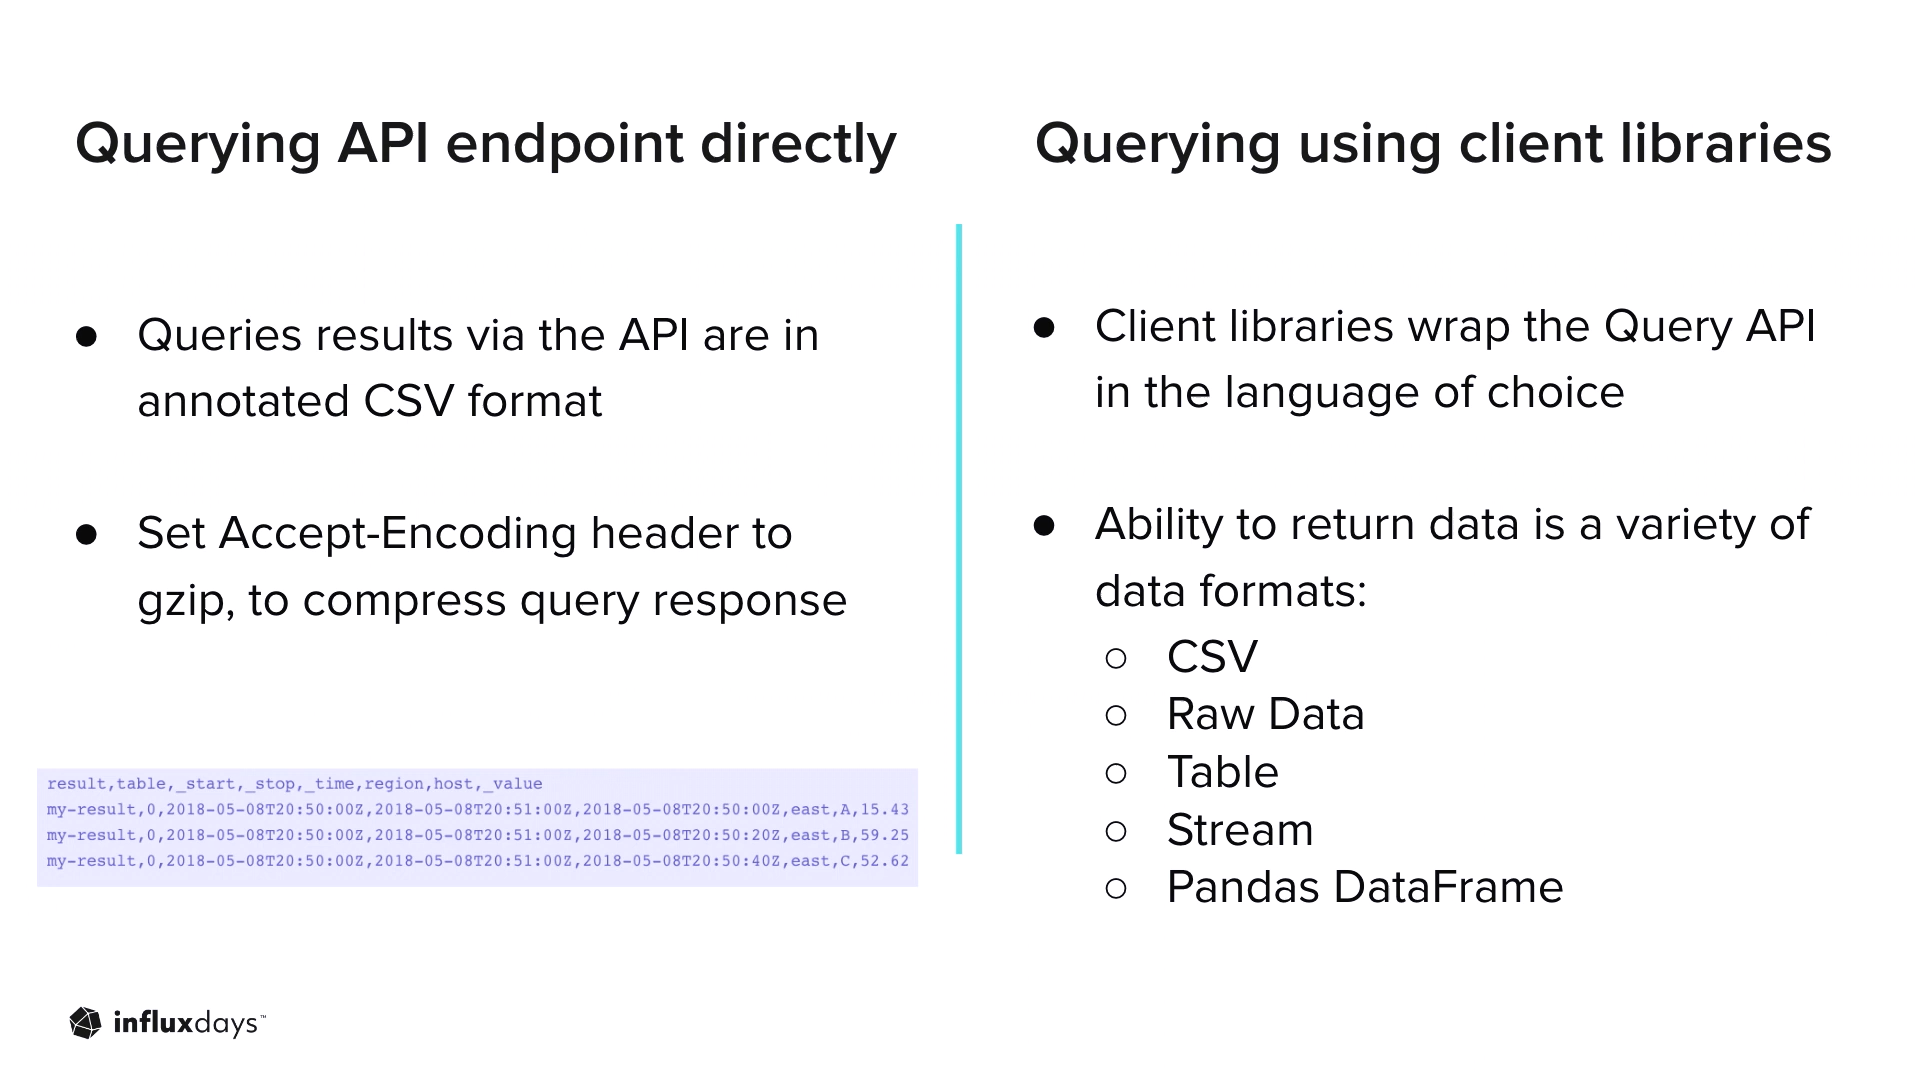 Querying API endpoint directly
● Queries results via the API are in
annotated CSV format
● Set Accept-Encoding header to
gzip, to compress query response
result,table,_start,_stop,_time,region,host,_value
my-result,0,2018-05-08T20:50:00Z,2018-05-08T20:51:00Z,2018-05-08T20:50:00Z,east,A,15.43
my-result,0,2018-05-08T20:50:00Z,2018-05-08T20:51:00Z,2018-05-08T20:50:20Z,east,B,59.25
my-result,0,2018-05-08T20:50:00Z,2018-05-08T20:51:00Z,2018-05-08T20:50:40Z,east,C,52.62
Querying using client libraries
● Client libraries wrap the Query API
in the language of choice
● Ability to return data is a variety of
data formats:
○ CSV
○ Raw Data
○ Table
○ Stream
○ Pandas DataFrame
influxdays™